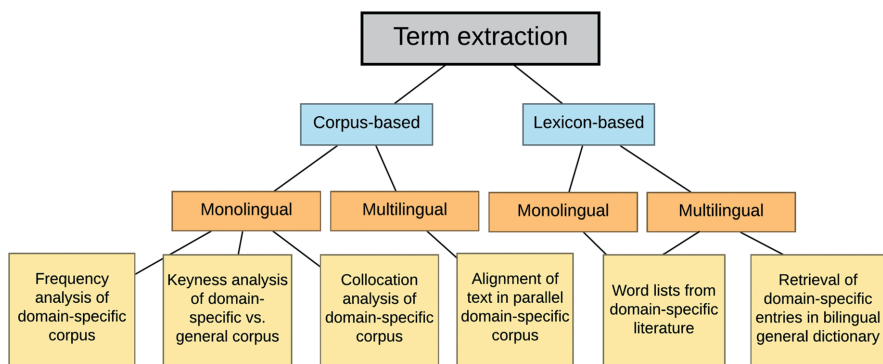 Term extraction
Corpus-based
Lexicon-based
Monolingual
Multilingual
Monolingual
Multilingual
Frequency
analysis of
domain-specific
corpus
Keyness analysis
of domain-
specific vs.
general corpus
Collocation
analysis of
domain-specific
corpus
Alignment of
text in parallel
domain-specific
corpus
Word lists from
domain-specific
literature
Retrieval of
domain-specific
entries in bilingual
general dictionary